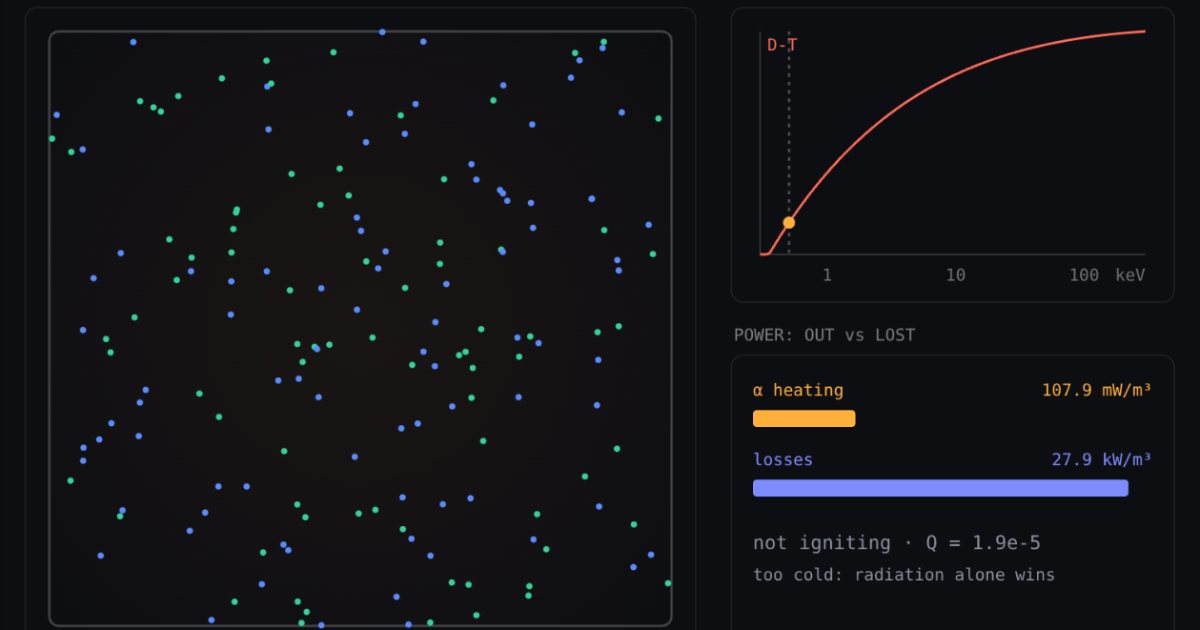 D-T
1 10 100 keV
POWER: OUT vs LOST
α heating 107.9 mW/m³
losses 27.9 kW/m³
not igniting · Q = 1.9e-5
too cold: radiation alone wins